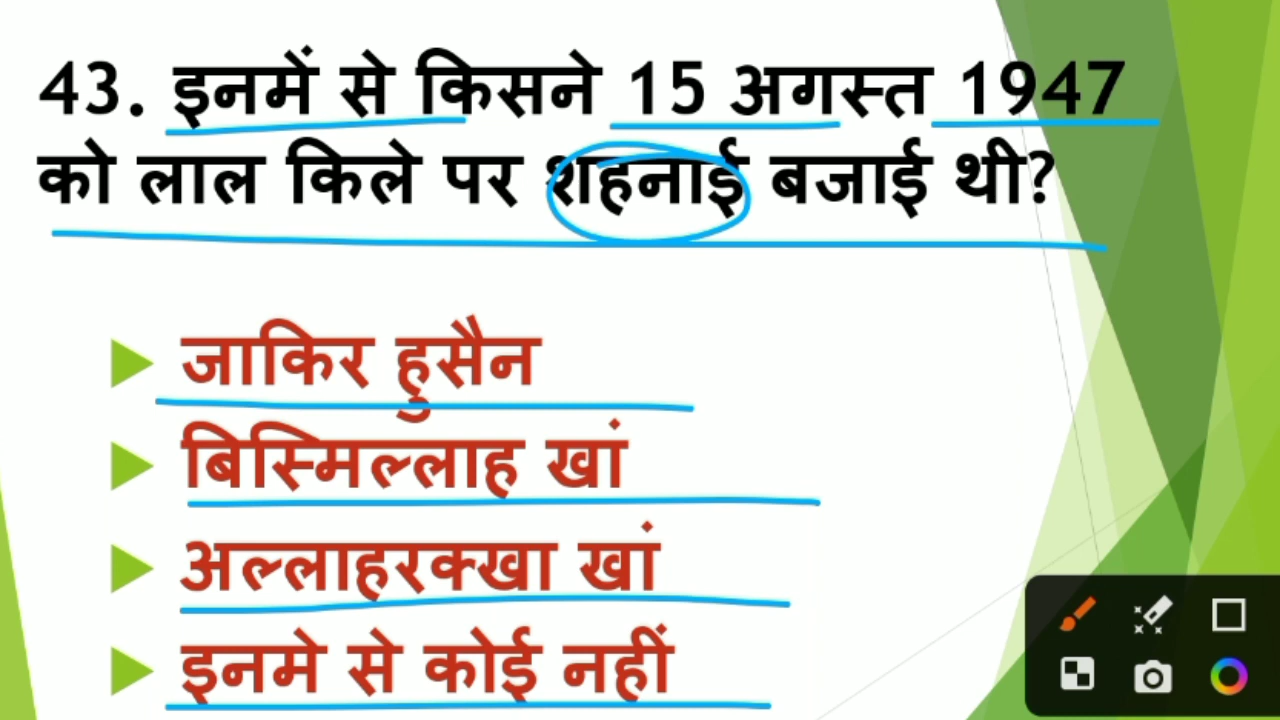 43. इनमें से किसने 15 अगस्त 1947
को लाल किले पर शहनाई बजाई थी?
जाकिर हुसैन
बिस्मिल्लाह खां
अल्लाहरक्खा खां
इनमे से कोई नहीं